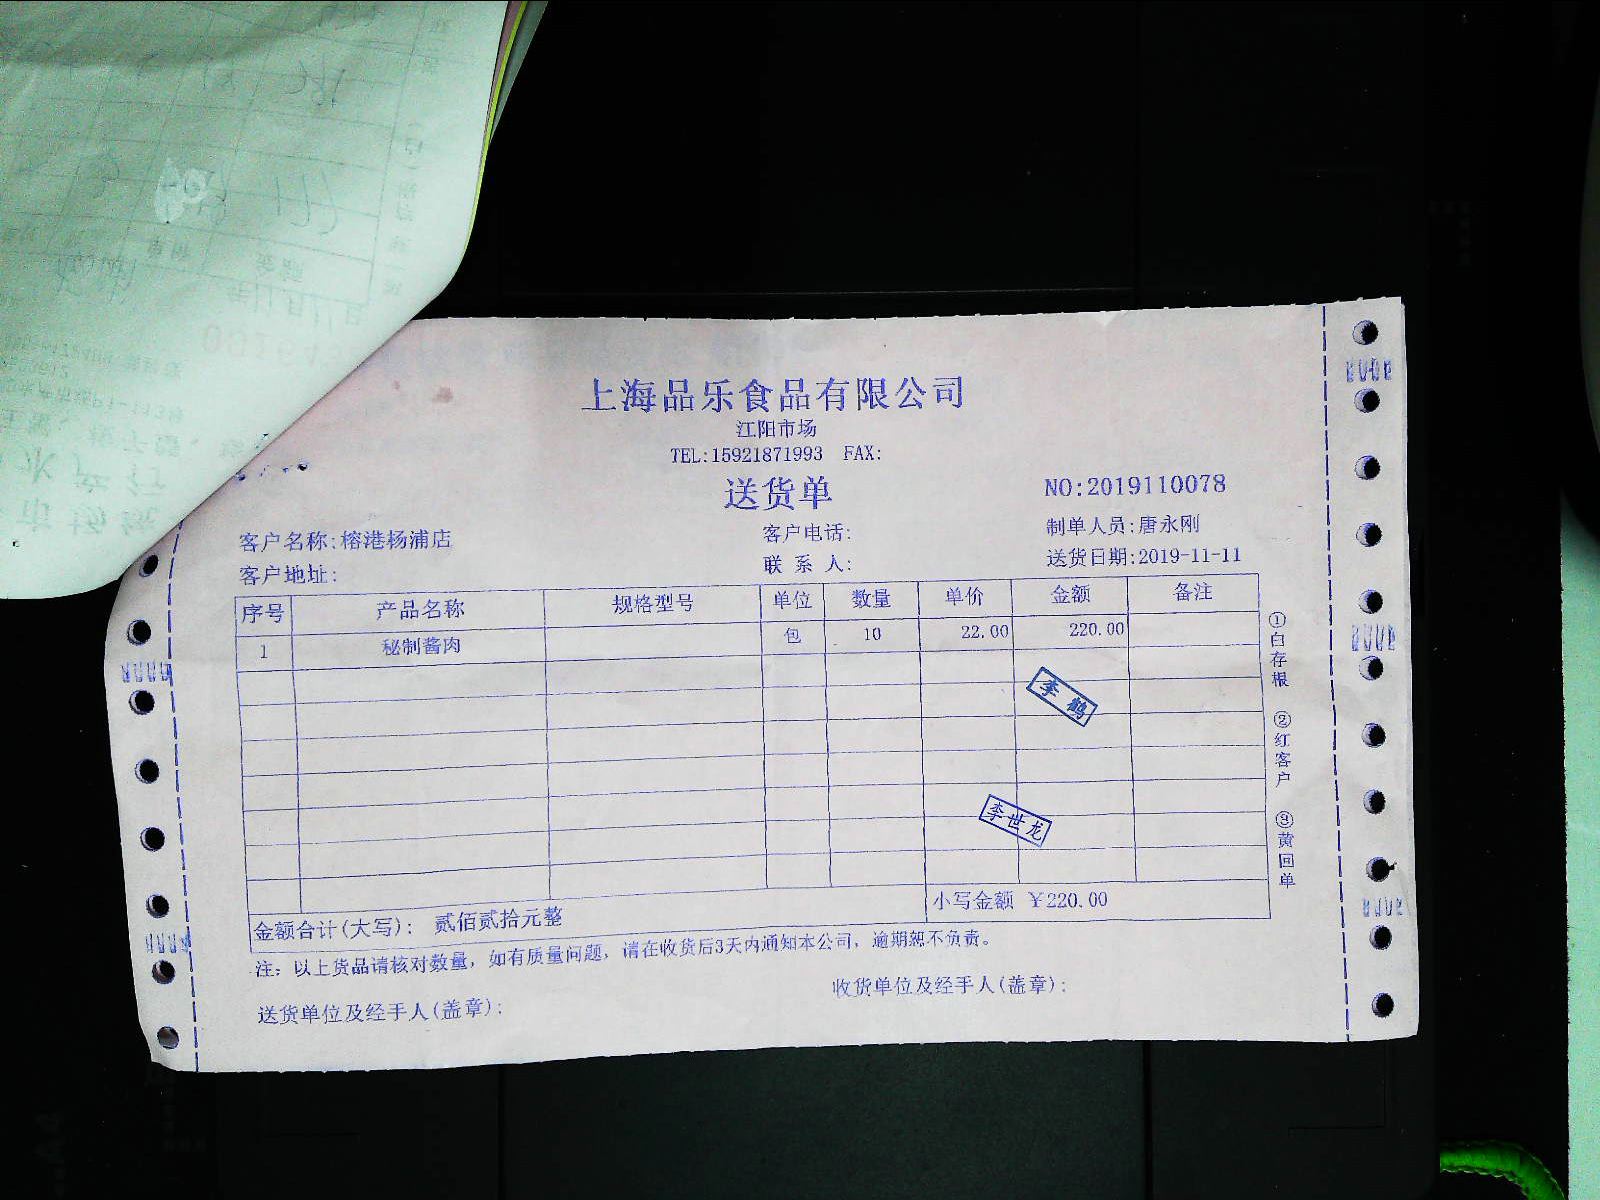 上海品乐食品有限公司
江阳市场
TEL:15921871993 FAX:
送货单
NO:2019110078
客户名称:榕港杨浦店 客户电话: 制单人员:唐永刚
客户地址: 联 系 人: 送货日期:2019-11-11
序号 产品名称 规格型号 单位 数量 单价 金额 备注
1 秘制酱肉 包 10 22.00 220.00
李鹤
李世龙
金额合计(大写): 贰佰贰拾元整 小写金额 ￥220.00
注: 以上货品请核对数量, 如有质量问题, 请在收货后3天内通知本公司, 逾期恕不负责。
送货单位及经手人(盖章): 收货单位及经手人(盖章):
①白存根 ②红客户 ③黄回单